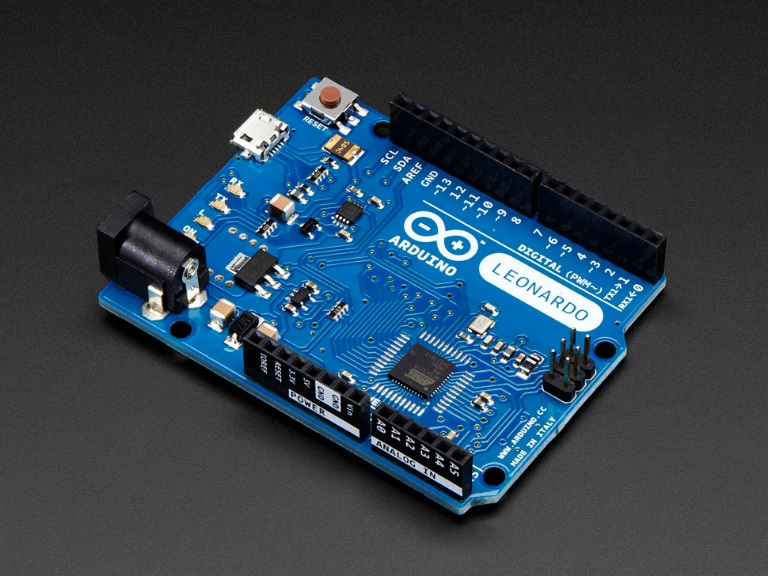 RESET
SCL
SDA
AREF
GND
~13
12
~11
~10
~9
8
7
~6
~5
4
~3
2
TX→1
RX←0
DIGITAL (PWM~)
ARDUINO
LEONARDO
RX
TX
ON
IOREF
RESET
3.3V
5V
GND
GND
Vin
POWER
A0
A1
A2
A3
A4
A5
ANALOG IN
WWW.ARDUINO.CC
MADE IN ITALY